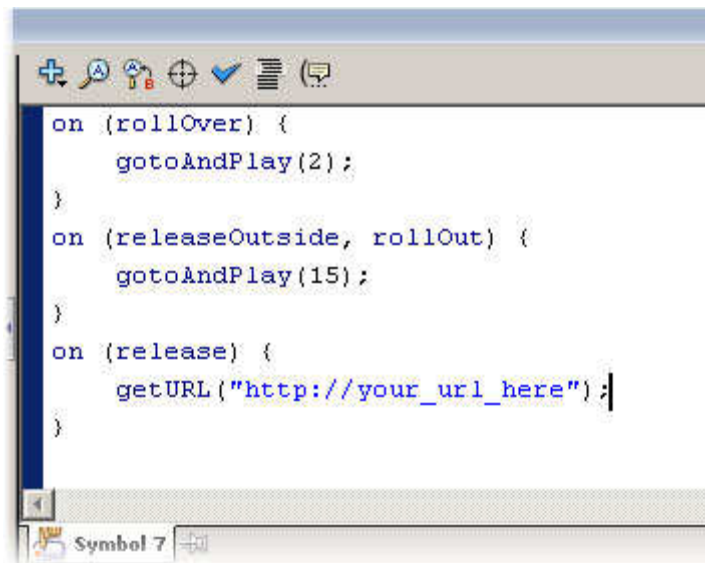 on (rollOver) {
    gotoAndPlay(2);
}
on (releaseOutside, rollOut) {
    gotoAndPlay(15);
}
on (release) {
    getURL("http://your_url_here");
}
Symbol 7